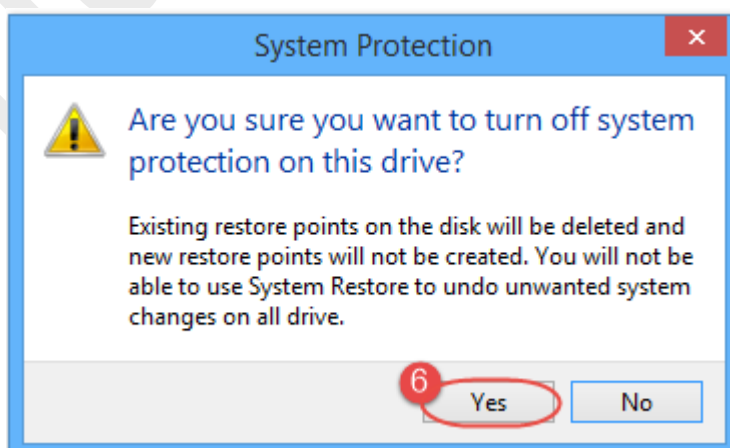 System Protection
Are you sure you want to turn off system
protection on this drive?
Existing restore points on the disk will be deleted and
new restore points will not be created. You will not be
able to use System Restore to undo unwanted system
changes on all drive.
6
Yes
No